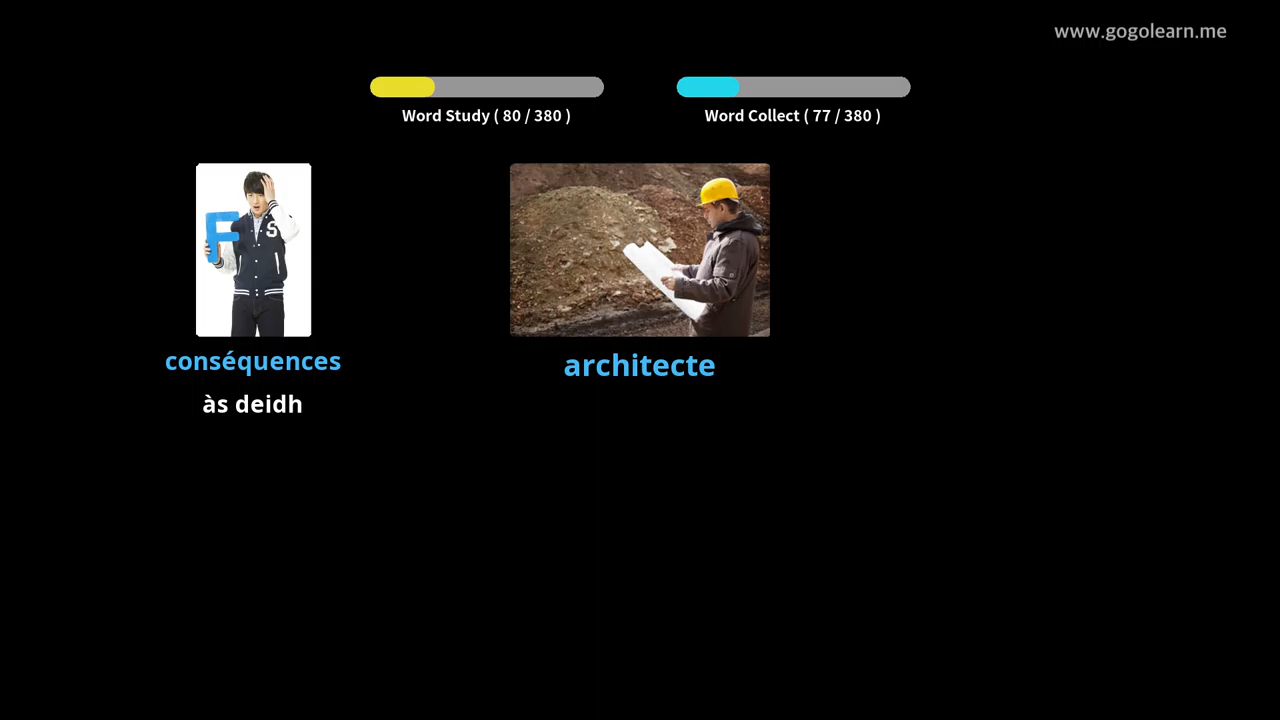 www.gogolearn.me
Word Study ( 80 / 380 )
Word Collect ( 77 / 380 )
F
S
conséquences
architecte
às deidh